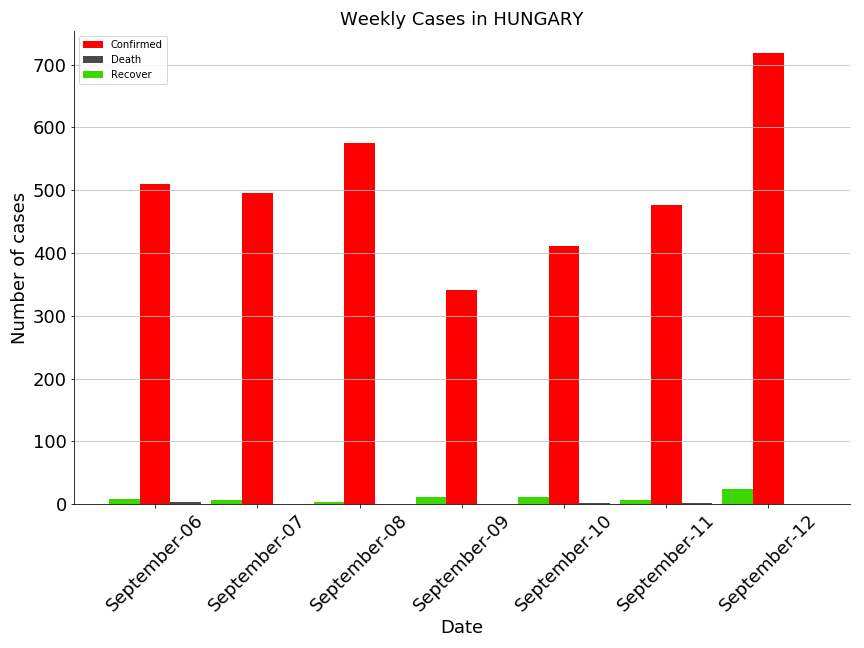 Weekly Cases in HUNGARY
Confirmed
Death
Recover
Number of cases
700
600
500
400
300
200
100
0
September-06
September-07
September-08
September-09
September-10
September-11
September-12
Date